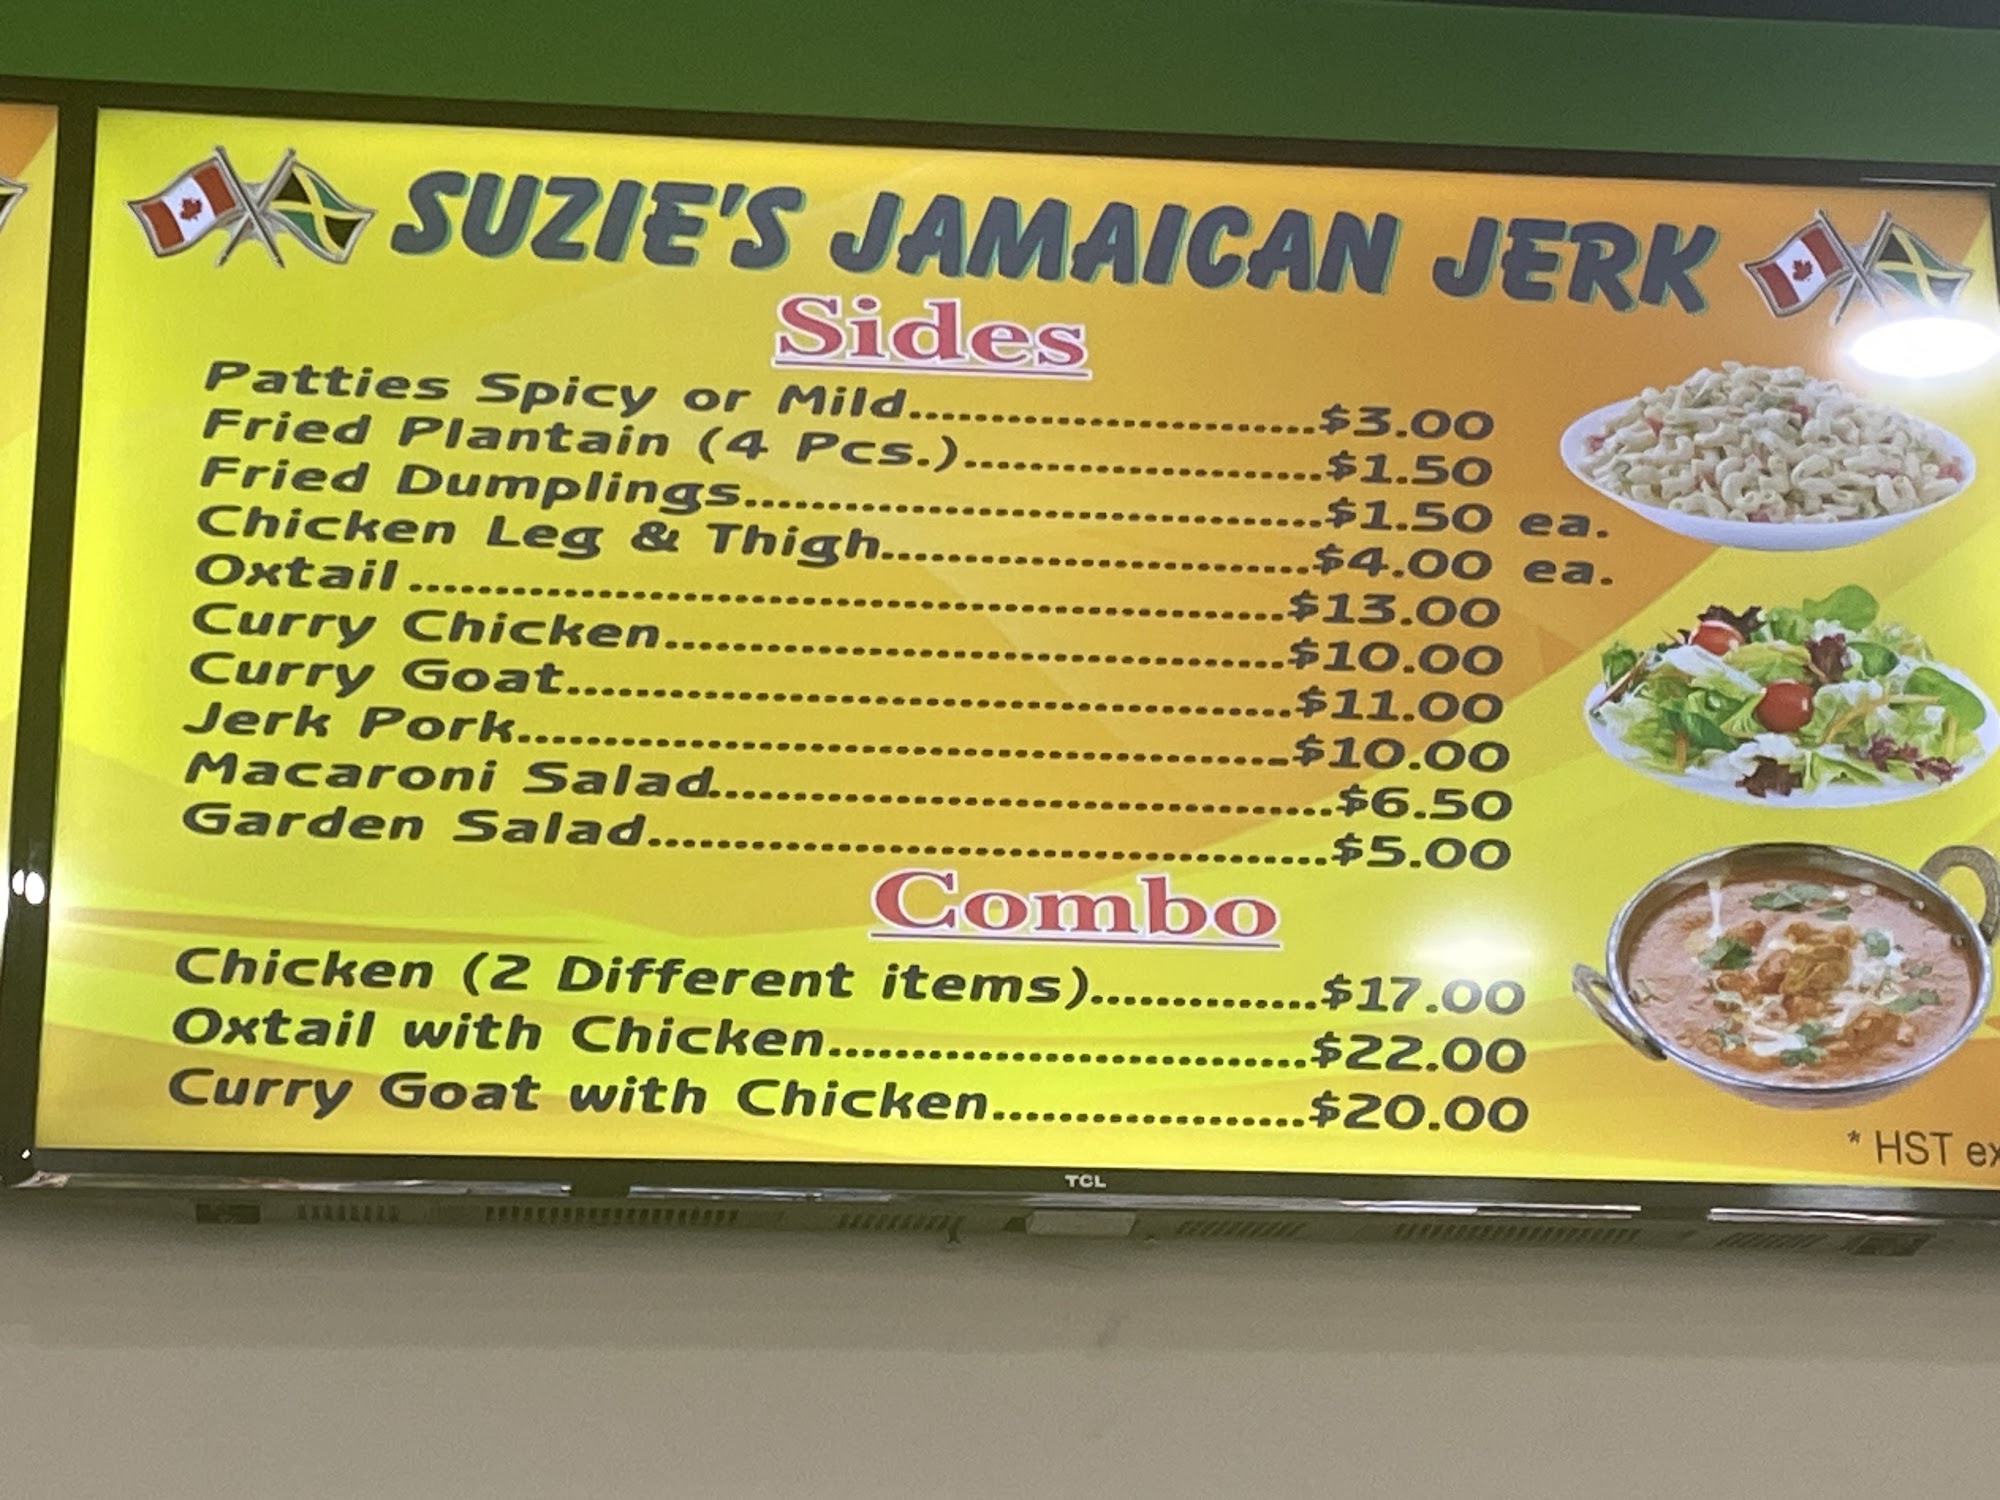 SUZIE'S JAMAICAN JERK
Sides
Patties Spicy or Mild.........................$3.00
Fried Plantain (4 Pcs.)......................$1.50
Fried Dumplings...................................$1.50 ea.
Chicken Leg & Thigh..........................$4.00 ea.
Oxtail.....................................................$13.00
Curry Chicken......................................$10.00
Curry Goat............................................$11.00
Jerk Pork...............................................$10.00
Macaroni Salad.....................................$6.50
Garden Salad.........................................$5.00
Combo
Chicken (2 Different items)..............$17.00
Oxtail with Chicken.............................$22.00
Curry Goat with Chicken...................$20.00
* HST
TCL